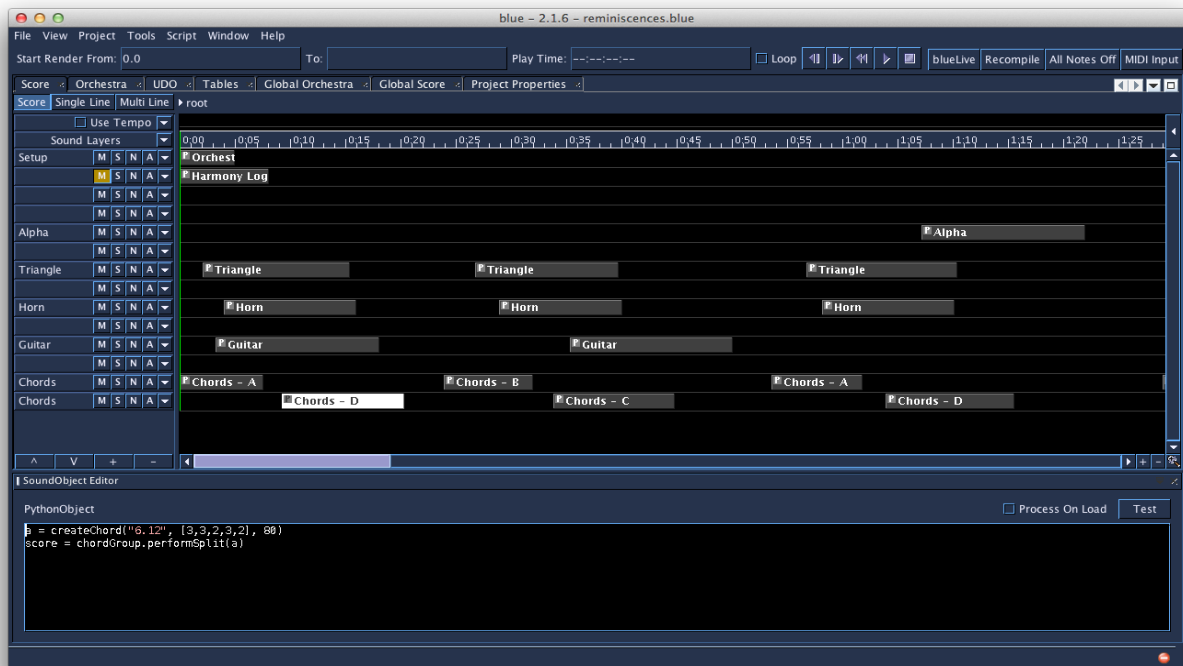 blue – 2.1.6 – reminiscences.blue
File View Project Tools Script Window Help
Start Render From: 0.0 To: Play Time: --:--:--:-- Loop blueLive Recompile All Notes Off MIDI Input
Score Orchestra UDO Tables Global Orchestra Global Score Project Properties
Score Single Line Multi Line root
Use Tempo
Sound Layers 0:00 0:05 0:10 0:15 0:20 0:25 0:30 0:35 0:40 0:45 0:50 0:55 1:00 1:05 1:10 1:15 1:20 1:25
Setup M S N A P Orchest
M S N A P Harmony Log
M S N A
M S N A
Alpha M S N A P Alpha
M S N A
Triangle M S N A P Triangle P Triangle P Triangle
M S N A
Horn M S N A P Horn P Horn P Horn
M S N A
Guitar M S N A P Guitar P Guitar
M S N A
Chords M S N A P Chords - A P Chords - B P Chords - A
Chords M S N A P Chords - D P Chords - C P Chords - D
^ V + - + -
SoundObject Editor
PythonObject Process On Load Test
a = createChord("6.12", [3,3,2,3,2], 80)
score = chordGroup.performSplit(a)